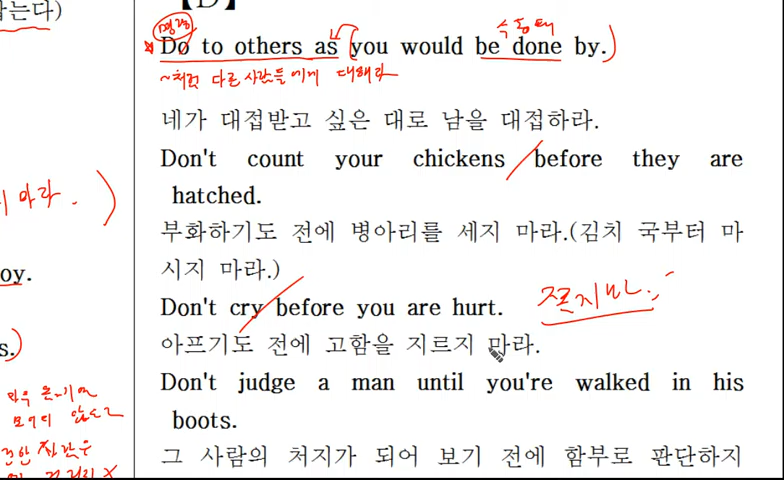 【D】
잡는다)
명령
수동태
Do to others as (you would be done by.)
~처럼 다른 사람들에게 대해라
네가 대접받고 싶은 대로 남을 대접하라.
Don't count your chickens / before they are
hatched.
마라.
부화하기도 전에 병아리를 세지 마라.(김치 국부터 마
시지 마라.)
oy.
Don't cry / before you are hurt.
쫄지마
아프기도 전에 고함을 지르지 마라.
s.)
Don't judge a man until you're walked in his
boots.
그 사람의 처지가 되어 보기 전에 함부로 판단하지